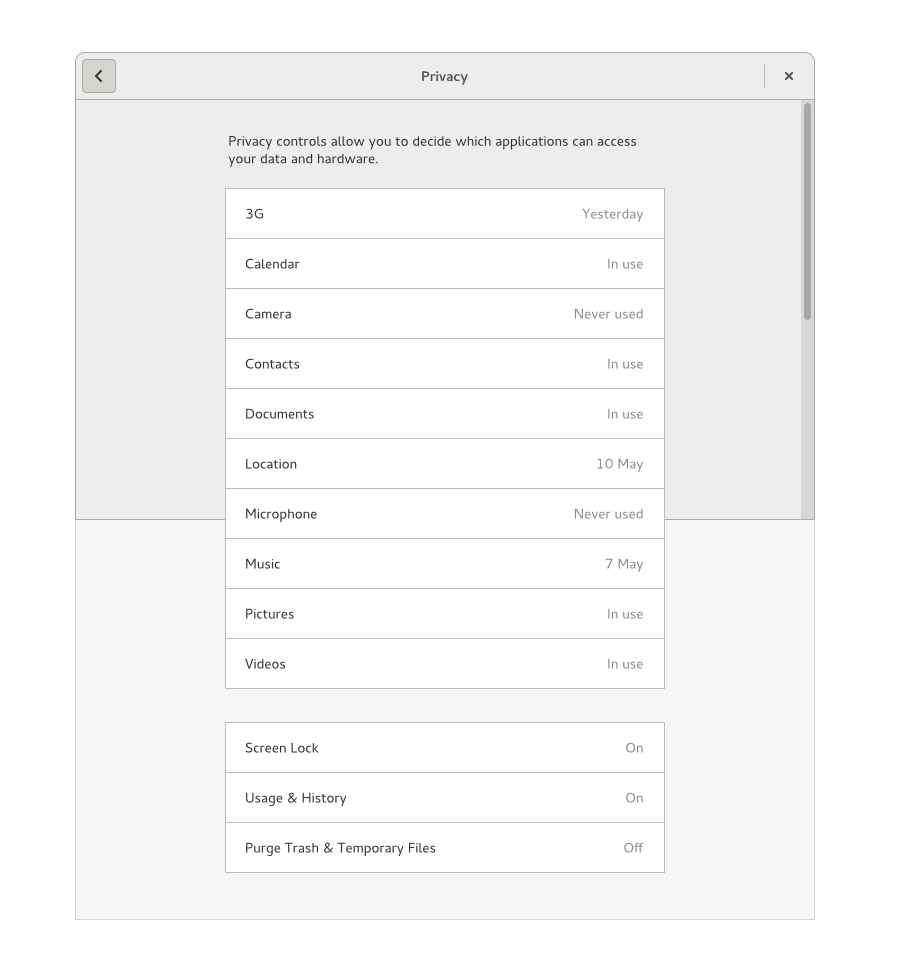 Privacy
Privacy controls allow you to decide which applications can access
your data and hardware.
3G Yesterday
Calendar In use
Camera Never used
Contacts In use
Documents In use
Location 10 May
Microphone Never used
Music 7 May
Pictures In use
Videos In use
Screen Lock On
Usage & History On
Purge Trash & Temporary Files Off